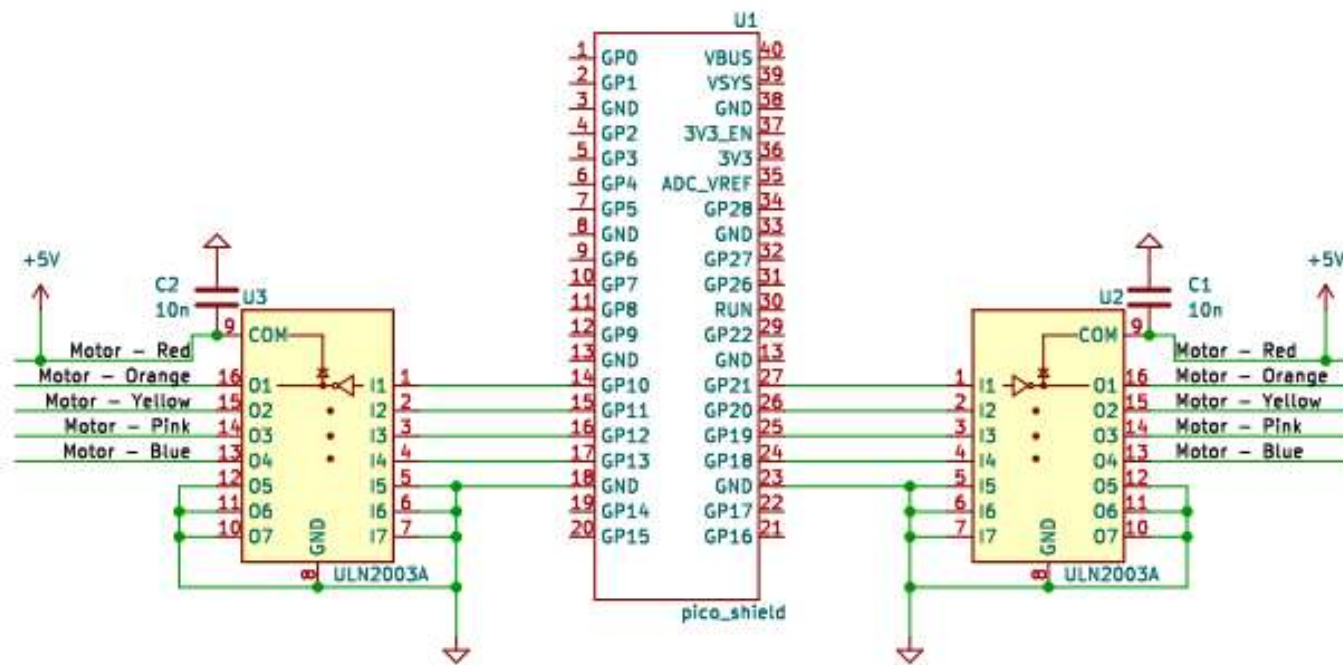 U1
1 GP0 VBUS 40
2 GP1 VSYS 39
3 GND GND 38
4 GP2 3V3_EN 37
5 GP3 3V3 36
6 GP4 ADC_VREF 35
7 GP5 GP28 34
8 GND GND 33
9 GP6 GP27 32
10 GP7 GP26 31
11 GP8 RUN 30
12 GP9 GP22 29
13 GND GND 13
14 GP10 GP21 27
15 GP11 GP20 26
16 GP12 GP19 25
17 GP13 GP18 24
18 GND GND 23
19 GP14 GP17 22
20 GP15 GP16 21
pico_shield
+5V
C2
10n
U3
9 COM
Motor - Red
Motor - Orange 16 O1 I1 1
Motor - Yellow 15 O2 I2 2
Motor - Pink 14 O3 I3 3
Motor - Blue 13 O4 I4 4
12 O5 I5 5
11 O6 I6 6
10 O7 I7 7
GND
8
ULN2003A
C1
10n
+5V
U2
COM 9
Motor - Red
1 I1 O1 16 Motor - Orange
2 I2 O2 15 Motor - Yellow
3 I3 O3 14 Motor - Pink
4 I4 O4 13 Motor - Blue
5 I5 O5 12
6 I6 O6 11
7 I7 O7 10
GND
8
ULN2003A